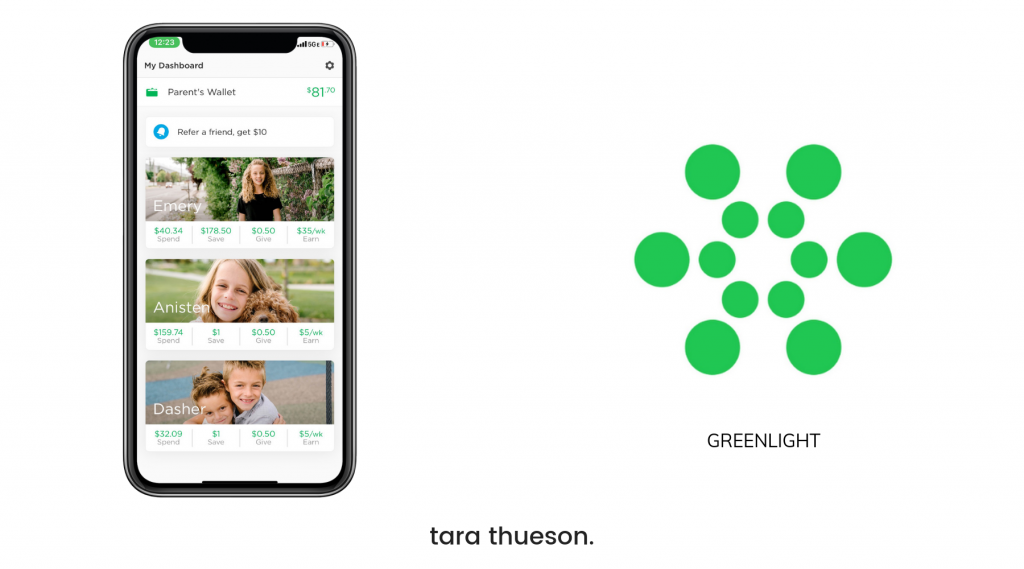 12:23
5GE
My Dashboard
Parent's Wallet $81.70
Refer a friend, get $10
Emery
$40.34 $178.50 $0.50 $35/wk
Spend Save Give Earn
Anisten
$159.74 $1 $0.50 $5/wk
Spend Save Give Earn
Dasher
$32.09 $1 $0.50 $5/wk
Spend Save Give Earn
GREENLIGHT
tara thueson.